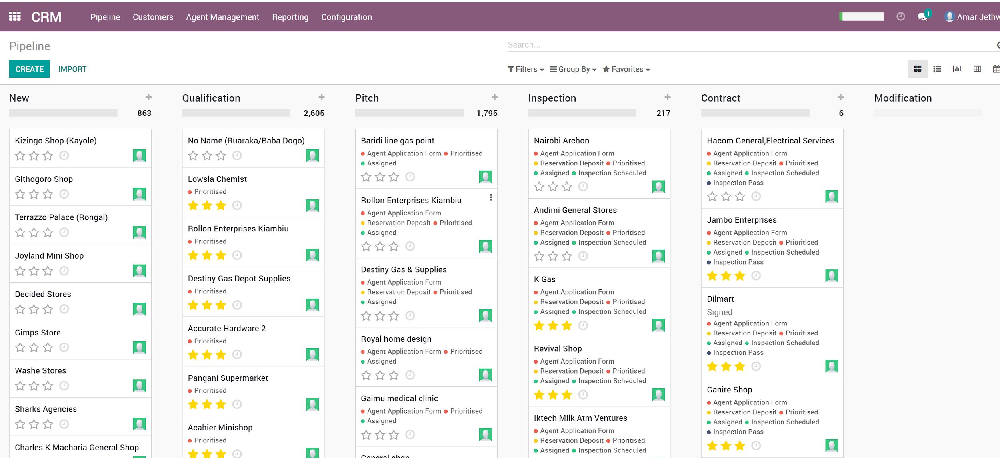 CRM Pipeline Customers Agent Management Reporting Configuration 1 Amar Jethw
Pipeline
Search...
CREATE IMPORT
Filters Group By Favorites
New
863
Kizingo Shop (Kayole)
Githogoro Shop
Terrazzo Palace (Rongai)
Joyland Mini Shop
Decided Stores
Gimps Store
Washe Stores
Sharks Agencies
Charles K Macharia General Shop
Qualification
2,605
No Name (Ruaraka/Baba Dogo)
Lowsla Chemist
Prioritised
Rollon Enterprises Kiambiu
Prioritised
Destiny Gas Depot Supplies
Prioritised
Accurate Hardware 2
Prioritised
Pangani Supermarket
Prioritised
Acahier Minishop
Prioritised
Pitch
1,795
Baridi line gas point
Agent Application Form Prioritised
Assigned
Rollon Enterprises Kiambiu
Agent Application Form
Reservation Deposit Prioritised
Assigned
Destiny Gas & Supplies
Agent Application Form
Reservation Deposit Prioritised
Assigned
Royal home design
Agent Application Form Prioritised
Assigned
Gaimu medical clinic
Agent Application Form Prioritised
Assigned
General shop
Inspection
217
Nairobi Archon
Agent Application Form
Reservation Deposit Prioritised
Assigned Inspection Scheduled
Andimi General Stores
Agent Application Form
Reservation Deposit Prioritised
Assigned Inspection Scheduled
K Gas
Agent Application Form
Reservation Deposit Prioritised
Assigned Inspection Scheduled
Revival Shop
Agent Application Form
Reservation Deposit Prioritised
Assigned Inspection Scheduled
Iktech Milk Atm Ventures
Agent Application Form
Reservation Deposit Prioritised
Assigned Inspection Scheduled
Contract
6
Hacom General,Electrical Services
Agent Application Form
Reservation Deposit Prioritised
Assigned Inspection Scheduled
Inspection Pass
Jambo Enterprises
Agent Application Form
Reservation Deposit Prioritised
Assigned Inspection Scheduled
Inspection Pass
Dilmart
Signed
Agent Application Form
Reservation Deposit Prioritised
Assigned Inspection Scheduled
Inspection Pass
Ganire Shop
Agent Application Form
Reservation Deposit Prioritised
Assigned Inspection Scheduled
Inspection Pass
Modification